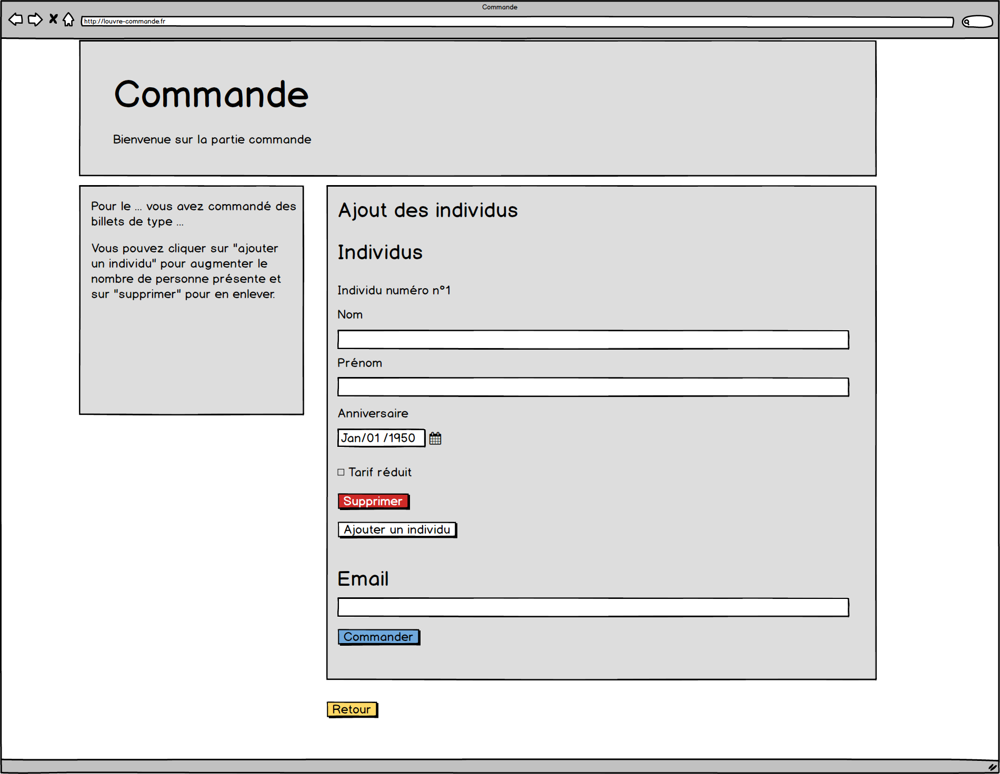 Commande
http://louvre-commande.fr
Commande
Bienvenue sur la partie commande
Pour le ... vous avez commandé des
billets de type ...
Vous pouvez cliquer sur "ajouter
un individu" pour augmenter le
nombre de personne présente et
sur "supprimer" pour en enlever.
Ajout des individus
Individus
Individu numéro n°1
Nom
Prénom
Anniversaire
Jan/01 /1950
Tarif réduit
Supprimer
Ajouter un individu
Email
Commander
Retour